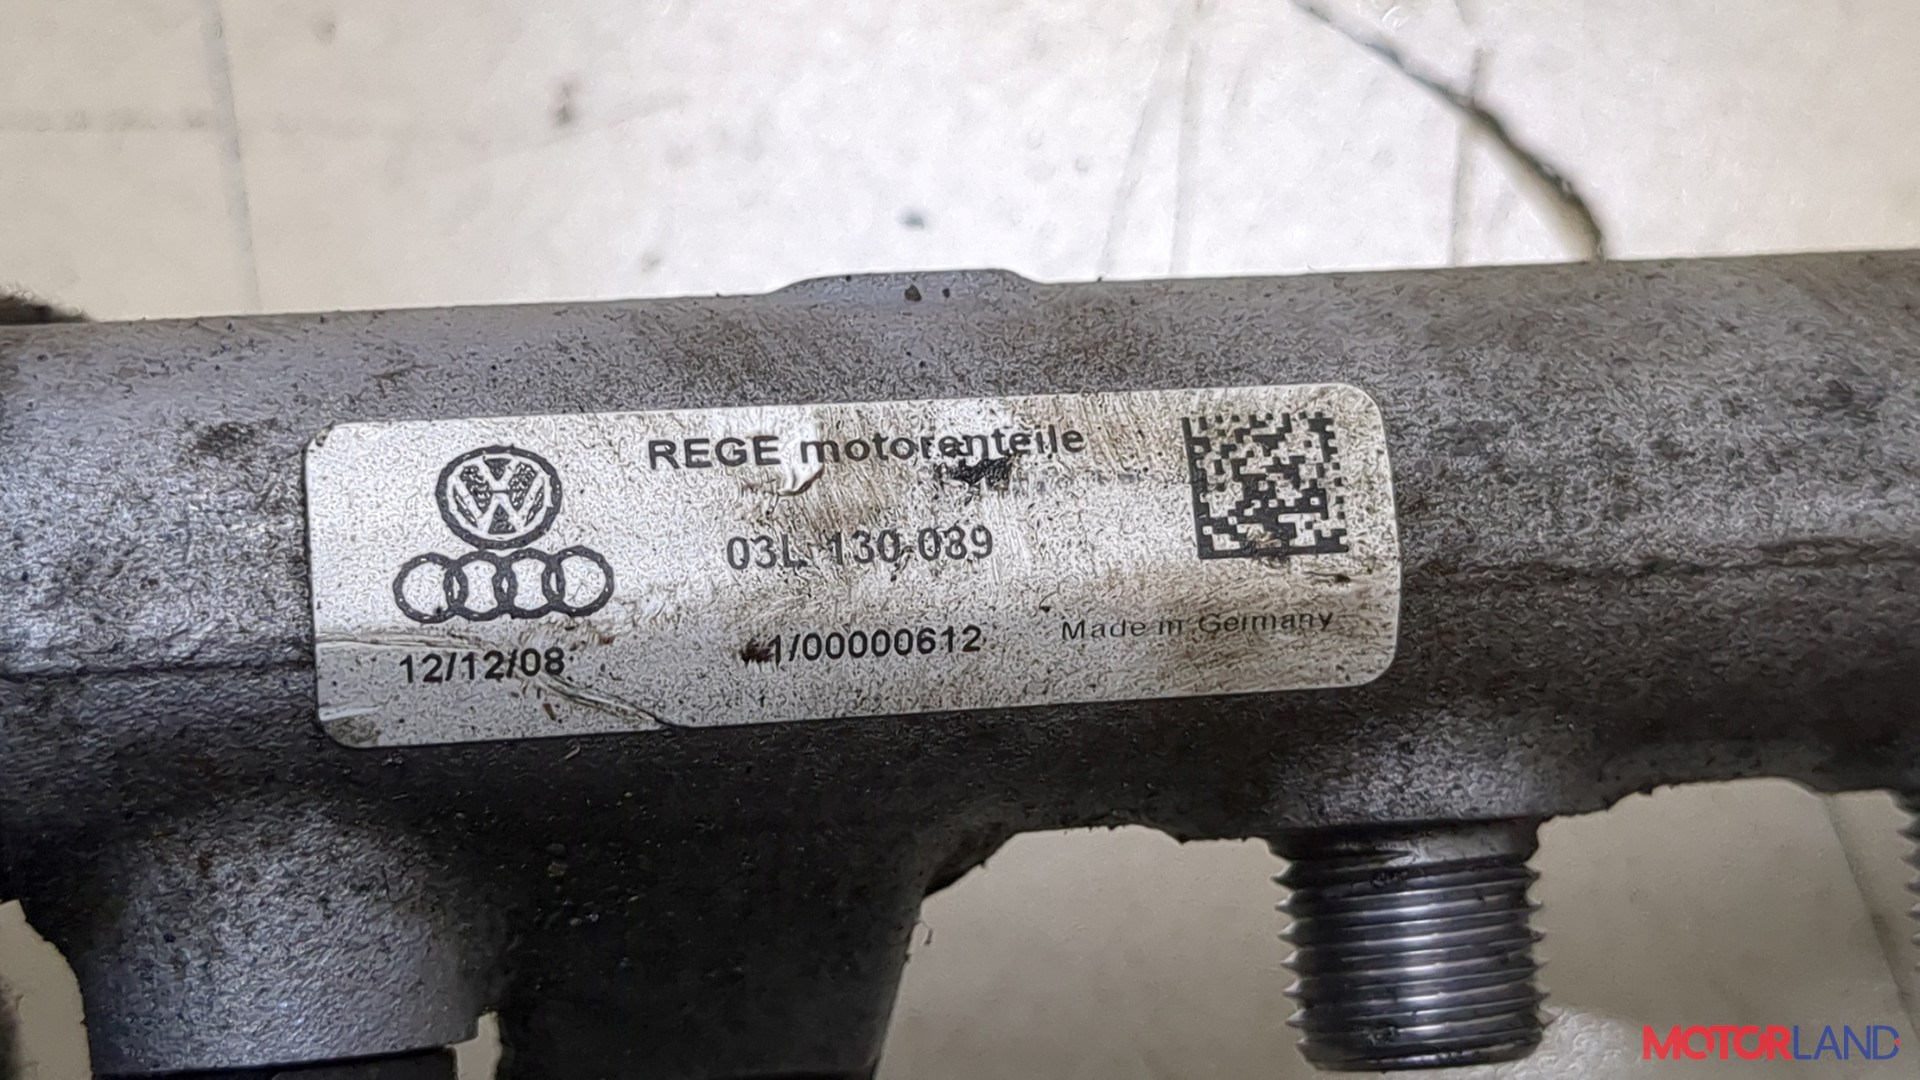 REGE motorenteile
03L 130 089
12/12/08
1/00000612
Made in Germany
MOTORLAND